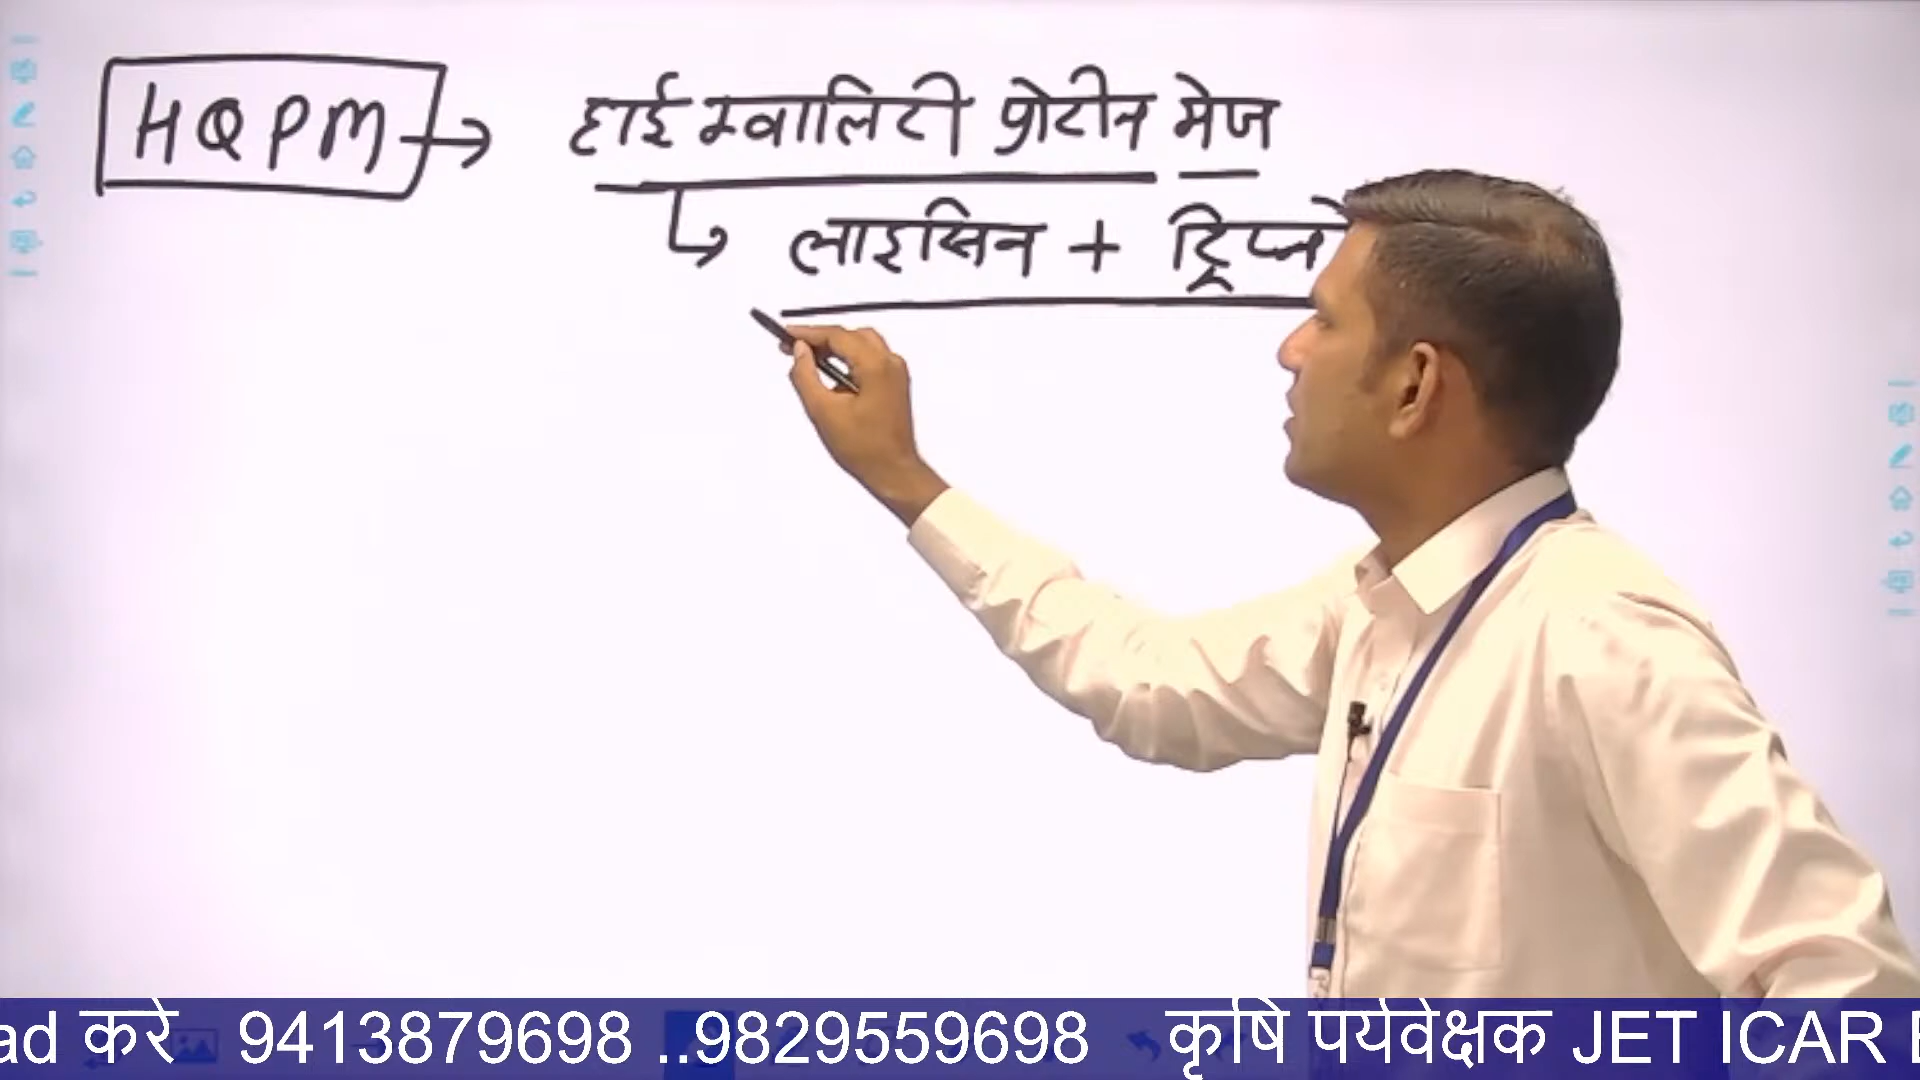 HQPM → हाई क्वालिटी प्रोटीन मेज
लाइसिन +
ad करे 9413879698 ..9829559698 कृषि पर्यवेक्षक JET ICAR